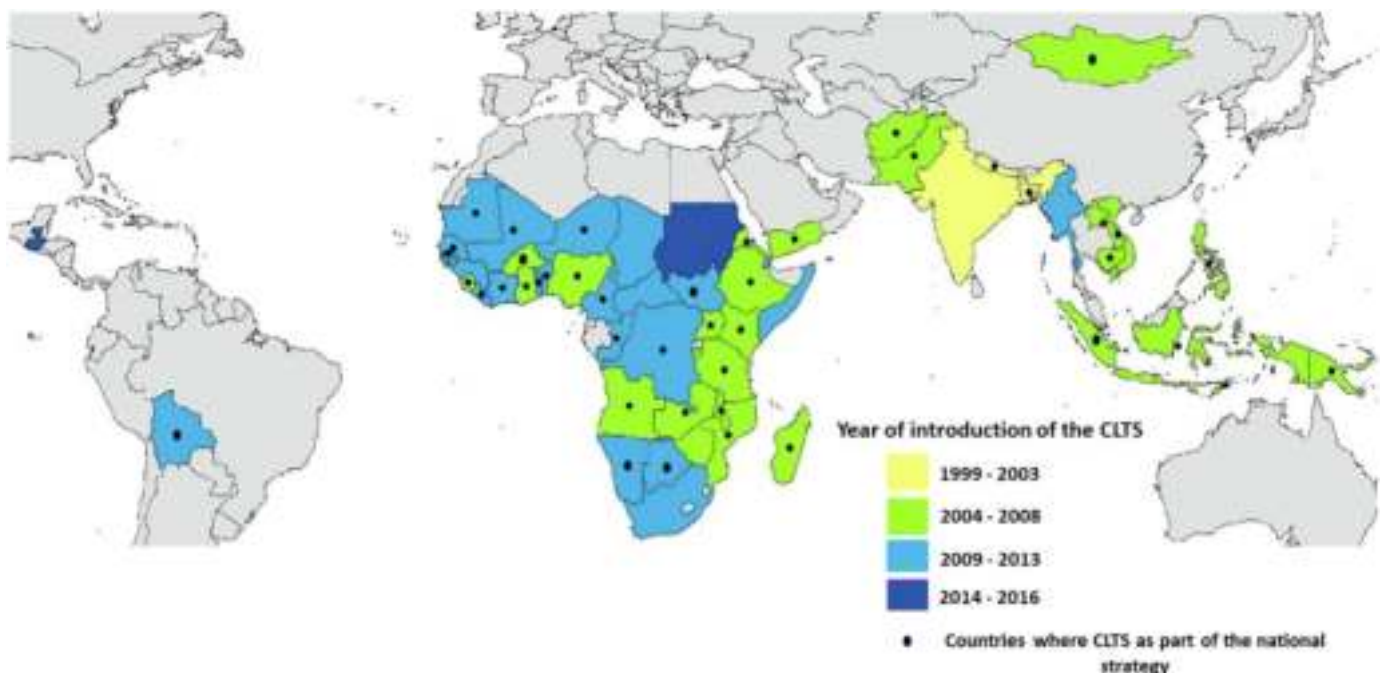 Year of introduction of the CLTS
1999 - 2003
2004 - 2008
2009 - 2013
2014 - 2016
Countries where CLTS as part of the national
strategy